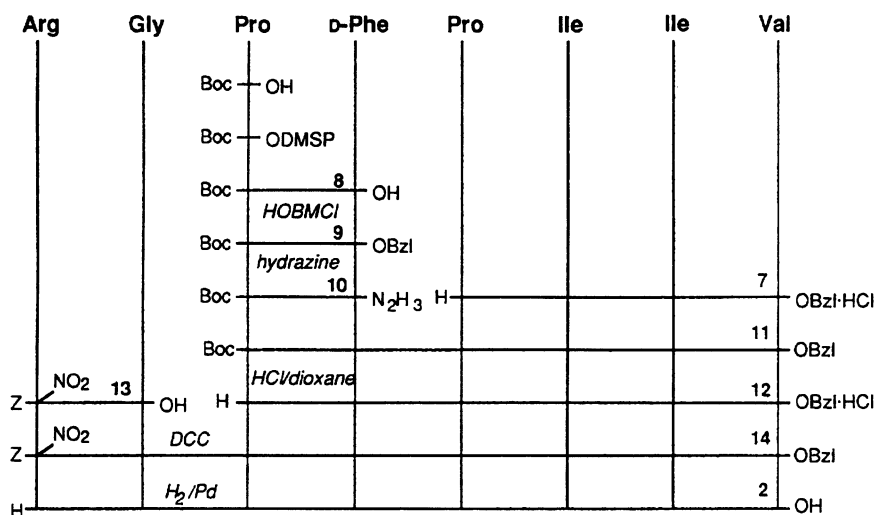 Arg Gly Pro D-Phe Pro Ile Ile Val
Boc OH
Boc ODMSP
Boc 8 OH
HOBMCl
Boc 9 OBzl
hydrazine
Boc 10 N2H3 H 7 OBzl·HCl
Boc 11 OBzl
HCl/dioxane
Z NO2 13 OH H 12 OBzl·HCl
Z NO2 DCC 14 OBzl
H2/Pd
H 2 OH